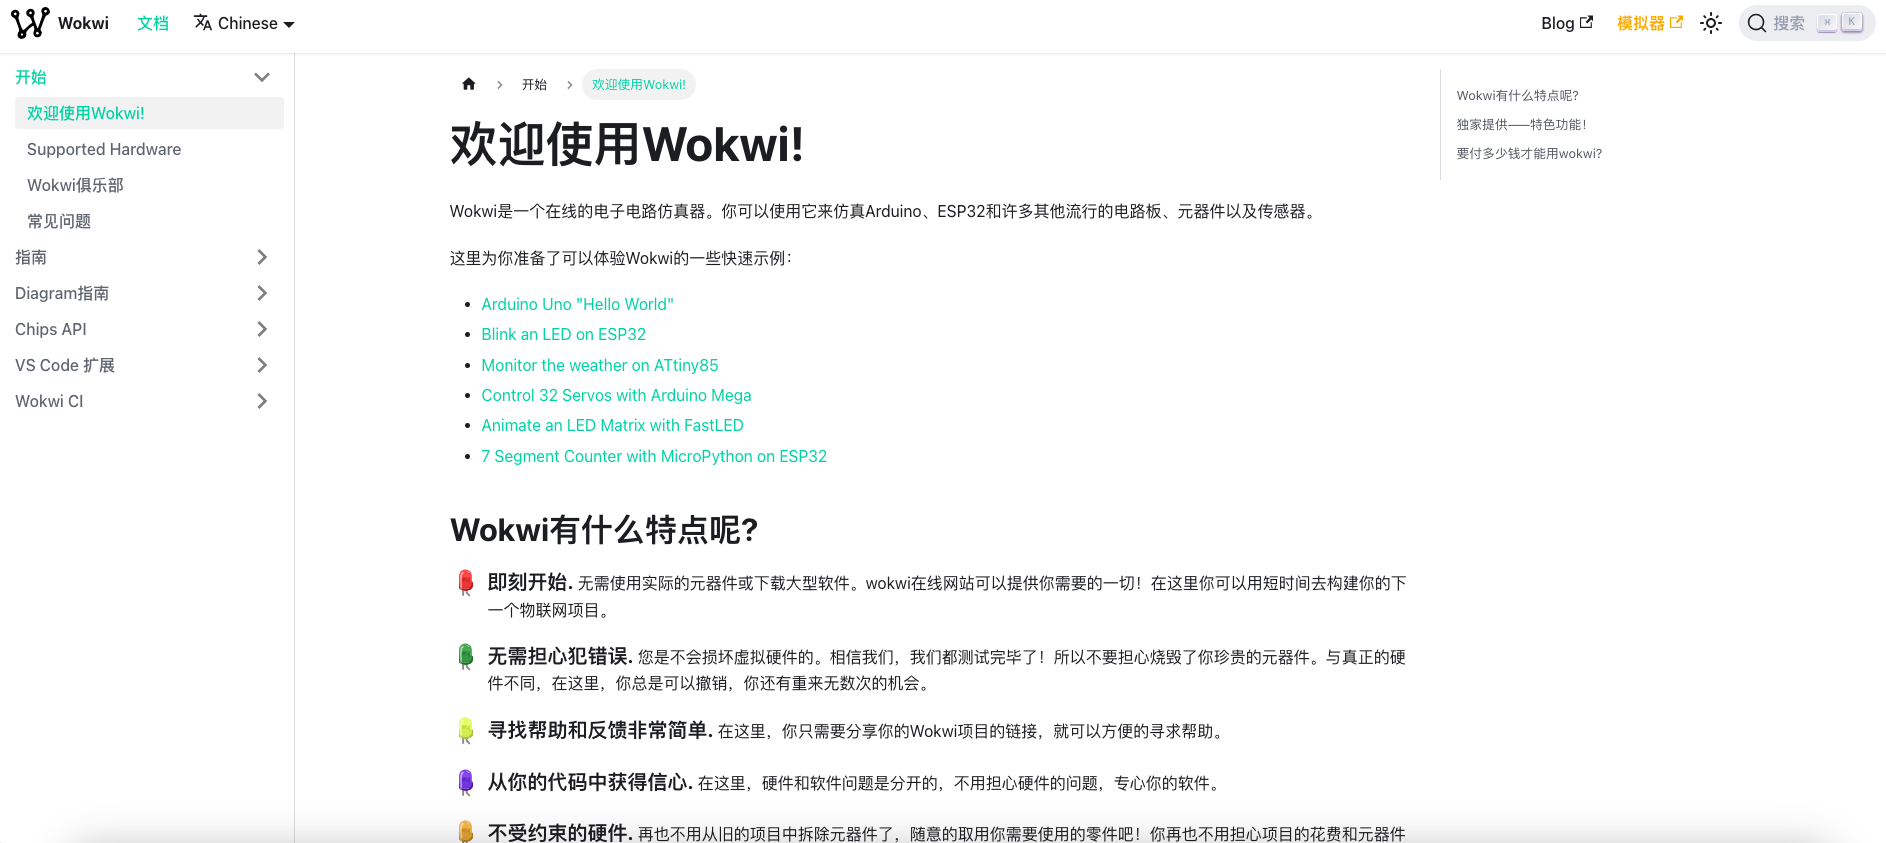 Wokwi 文档 Chinese Blog 模拟器 搜索 ⌘ K
开始
欢迎使用Wokwi!
Supported Hardware
Wokwi俱乐部
常见问题
指南
Diagram指南
Chips API
VS Code 扩展
Wokwi CI
开始 欢迎使用Wokwi!
欢迎使用Wokwi!
Wokwi是一个在线的电子电路仿真器。你可以使用它来仿真Arduino、ESP32和许多其他流行的电路板、元器件以及传感器。
这里为你准备了可以体验Wokwi的一些快速示例：
Arduino Uno "Hello World"
Blink an LED on ESP32
Monitor the weather on ATtiny85
Control 32 Servos with Arduino Mega
Animate an LED Matrix with FastLED
7 Segment Counter with MicroPython on ESP32
Wokwi有什么特点呢?
即刻开始. 无需使用实际的元器件或下载大型软件。wokwi在线网站可以提供你需要的一切！在这里你可以用短时间去构建你的下
一个物联网项目。
无需担心犯错误. 您是不会损坏虚拟硬件的。相信我们，我们都测试完毕了！所以不要担心烧毁了你珍贵的元器件。与真正的硬
件不同，在这里，你总是可以撤销，你还有重来无数次的机会。
寻找帮助和反馈非常简单. 在这里，你只需要分享你的Wokwi项目的链接，就可以方便的寻求帮助。
从你的代码中获得信心. 在这里，硬件和软件问题是分开的，不用担心硬件的问题，专心你的软件。
不受约束的硬件. 再也不用从旧的项目中拆除元器件了，随意的取用你需要使用的零件吧！你再也不用担心项目的花费和元器件
Wokwi有什么特点呢?
独家提供——特色功能!
要付多少钱才能用wokwi?